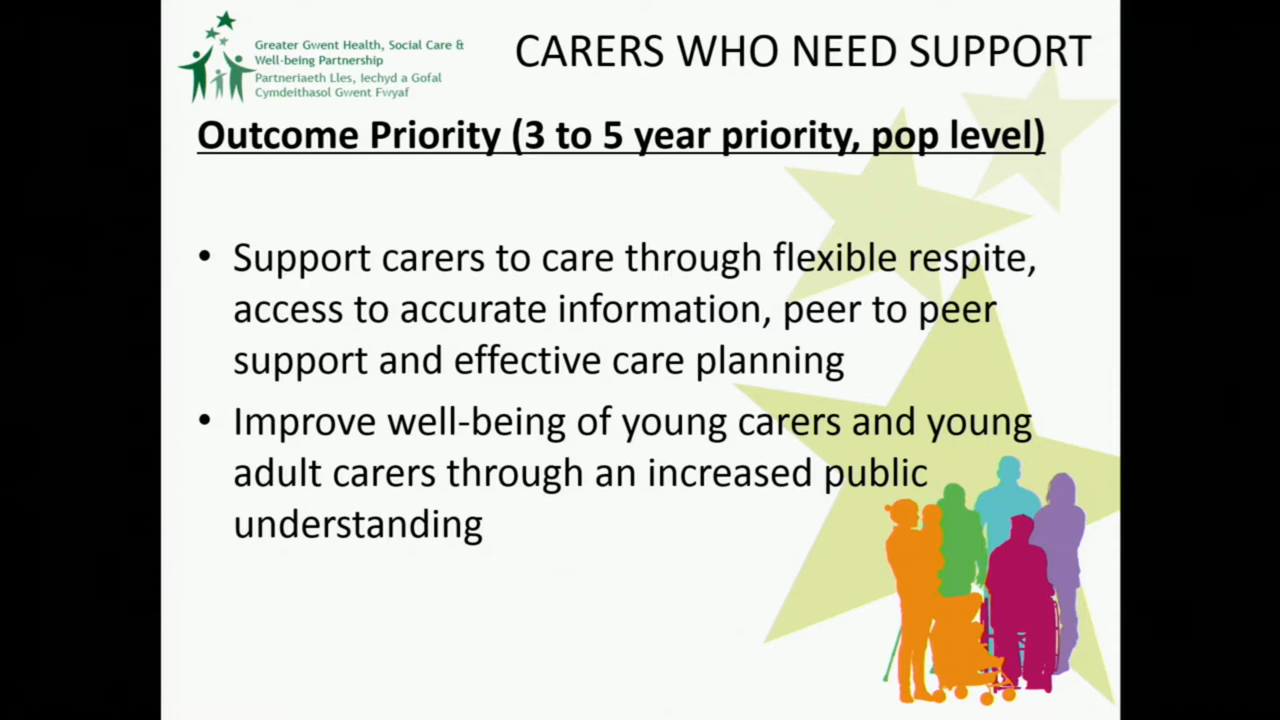 Greater Gwent Health, Social Care &
Well-being Partnership
Partneriaeth Lles, Iechyd a Gofal
Cymdeithasol Gwent Fwyaf
CARERS WHO NEED SUPPORT
Outcome Priority (3 to 5 year priority, pop level)
• Support carers to care through flexible respite,
access to accurate information, peer to peer
support and effective care planning
• Improve well-being of young carers and young
adult carers through an increased public
understanding